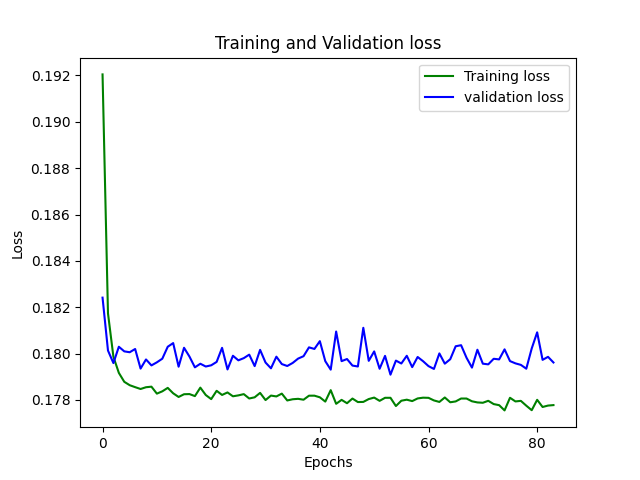 Training and Validation loss
Training loss
validation loss
0.192
0.190
0.188
0.186
0.184
0.182
0.180
0.178
Loss
0 20 40 60 80
Epochs